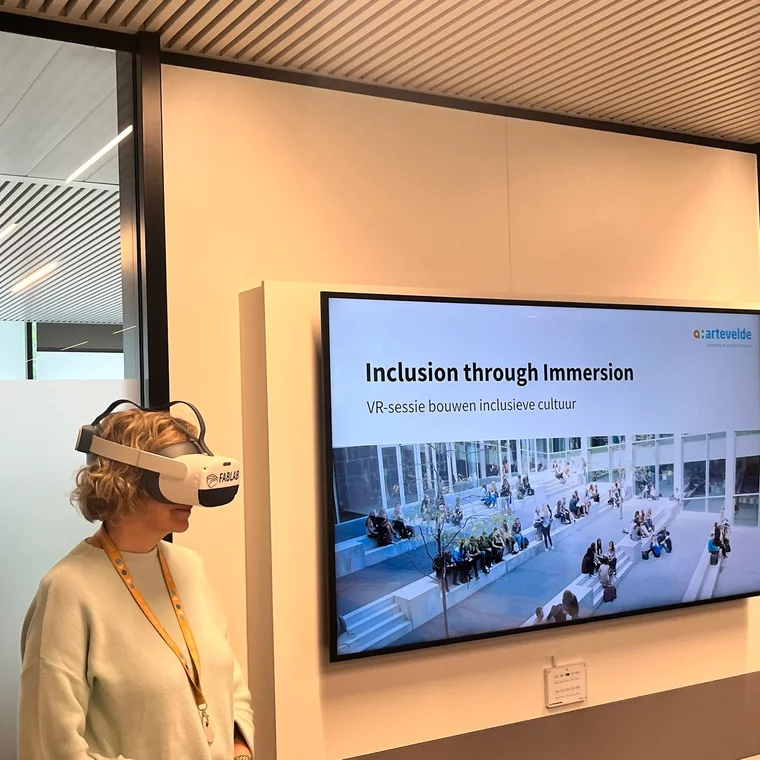 a:artevelde
Inclusion through Immersion
VR-sessie bouwen inclusieve cultuur
FABLAB